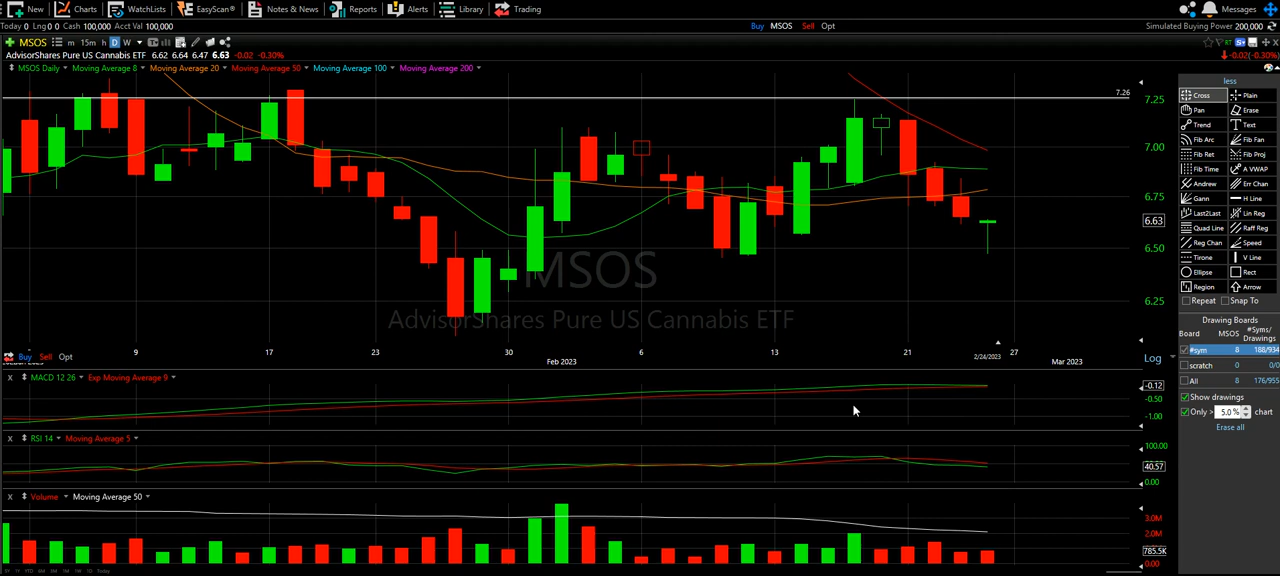 New Charts WatchLists EasyScan® Notes & News Reports Alerts Library Trading Messages
Today 0 Lng 0 0 Cash 100,000 Acct Val 100,000 Buy MSOS Sell Opt Simulated Buying Power 200,000
MSOS m 15m h D W RT
AdvisorShares Pure US Cannabis ETF 6.62 6.64 6.47 6.63 -0.02 -0.30% -0.02(-0.30%)
MSOS Daily Moving Average 8 Moving Average 20 Moving Average 50 Moving Average 100 Moving Average 200
less
Cross Plain
Pan Erase
Trend Text
Fib Arc Fib Fan
Fib Ret Fib Proj
Fib Time A VWAP
Andrew Err Chan
Gann H Line
Last2Last Lin Reg
Quad Line Raff Reg
Reg Chan Speed
Tirone V Line
Ellipse Rect
Region Arrow
Repeat Snap To
Drawing Boards
Board MSOS #Syms/
Drawings
#sym 8 188/934
scratch 0 0/0
All 8 176/955
Show drawings
Only > 5.0 % chart
Erase all
7.26
7.25
7.00
6.75
6.63
6.50
6.25
MSOS
AdvisorShares Pure US Cannabis ETF
9 17 23 30 6 13 21 2/24/2023 27
Buy Sell Opt Feb 2023 Mar 2023 Log
X MACD 12 26 Exp Moving Average 9
-0.12
-0.50
-1.00
X RSI 14 Moving Average 5
100.00
40.57
0.00
X Volume Moving Average 50
3.0M
2.0M
785.5K
0.00